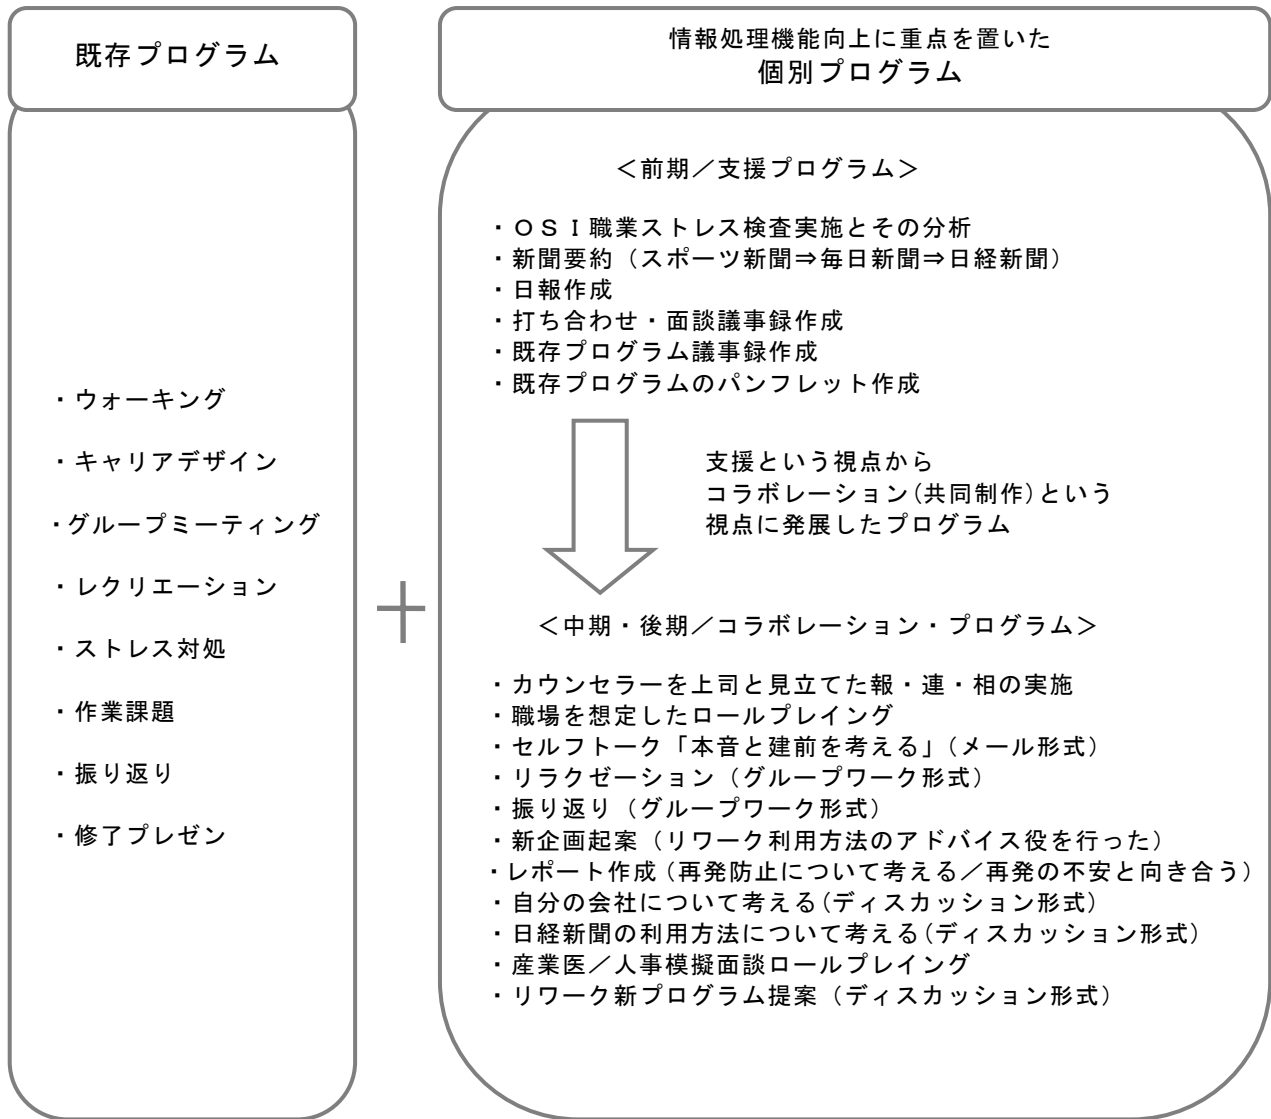 既存プログラム
・ウォーキング
・キャリアデザイン
・グループミーティング
・レクリエーション
・ストレス対処
・作業課題
・振り返り
・修了プレゼン
＋
情報処理機能向上に重点を置いた
個別プログラム
＜前期／支援プログラム＞
・ＯＳＩ職業ストレス検査実施とその分析
・新聞要約（スポーツ新聞⇒毎日新聞⇒日経新聞）
・日報作成
・打ち合わせ・面談議事録作成
・既存プログラム議事録作成
・既存プログラムのパンフレット作成
支援という視点から
コラボレーション(共同制作)という
視点に発展したプログラム
＜中期・後期／コラボレーション・プログラム＞
・カウンセラーを上司と見立てた報・連・相の実施
・職場を想定したロールプレイング
・セルフトーク「本音と建前を考える」（メール形式）
・リラクゼーション（グループワーク形式）
・振り返り（グループワーク形式）
・新企画起案（リワーク利用方法のアドバイス役を行った）
・レポート作成（再発防止について考える／再発の不安と向き合う）
・自分の会社について考える(ディスカッション形式)
・日経新聞の利用方法について考える(ディスカッション形式)
・産業医／人事模擬面談ロールプレイング
・リワーク新プログラム提案（ディスカッション形式）